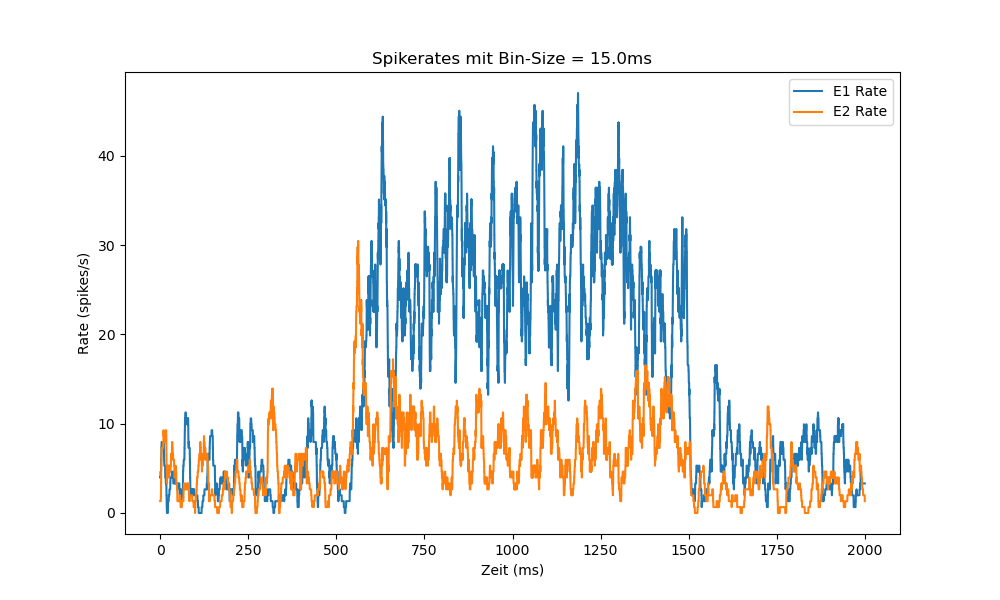 Spikerates mit Bin-Size = 15.0ms
E1 Rate
E2 Rate
Rate (spikes/s)
40
30
20
10
0
0 250 500 750 1000 1250 1500 1750 2000
Zeit (ms)